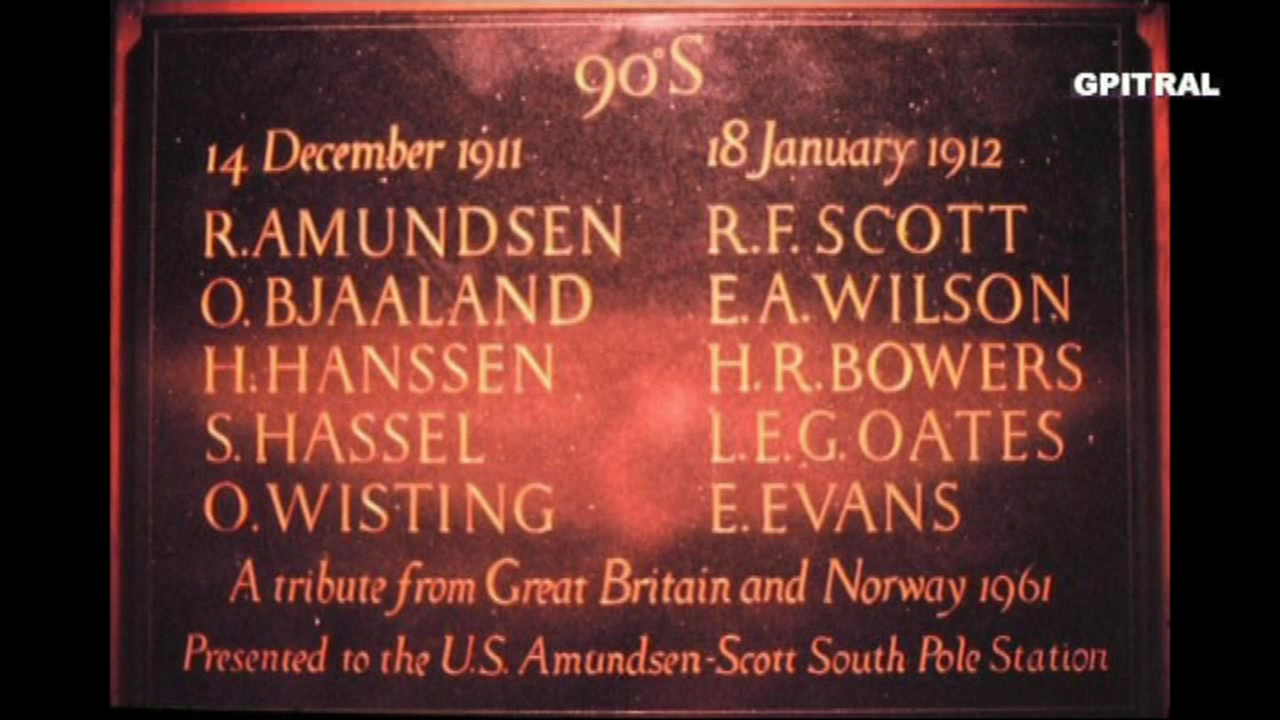 GPITRAL
90°S
14 December 1911 18 January 1912
R. AMUNDSEN R. F. SCOTT
O. BJAALAND E. A. WILSON
H. HANSSEN H. R. BOWERS
S. HASSEL L. E. G. OATES
O. WISTING E. EVANS
A tribute from Great Britain and Norway 1961
Presented to the U.S. Amundsen-Scott South Pole Station